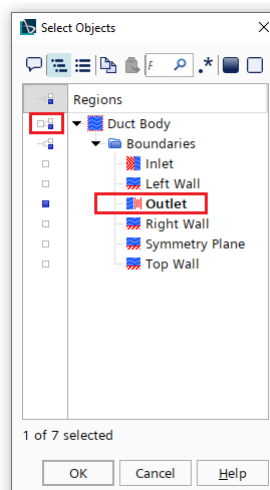 Select Objects
F
.*
Regions
Duct Body
Boundaries
Inlet
Left Wall
Outlet
Right Wall
Symmetry Plane
Top Wall
1 of 7 selected
OK Cancel Help